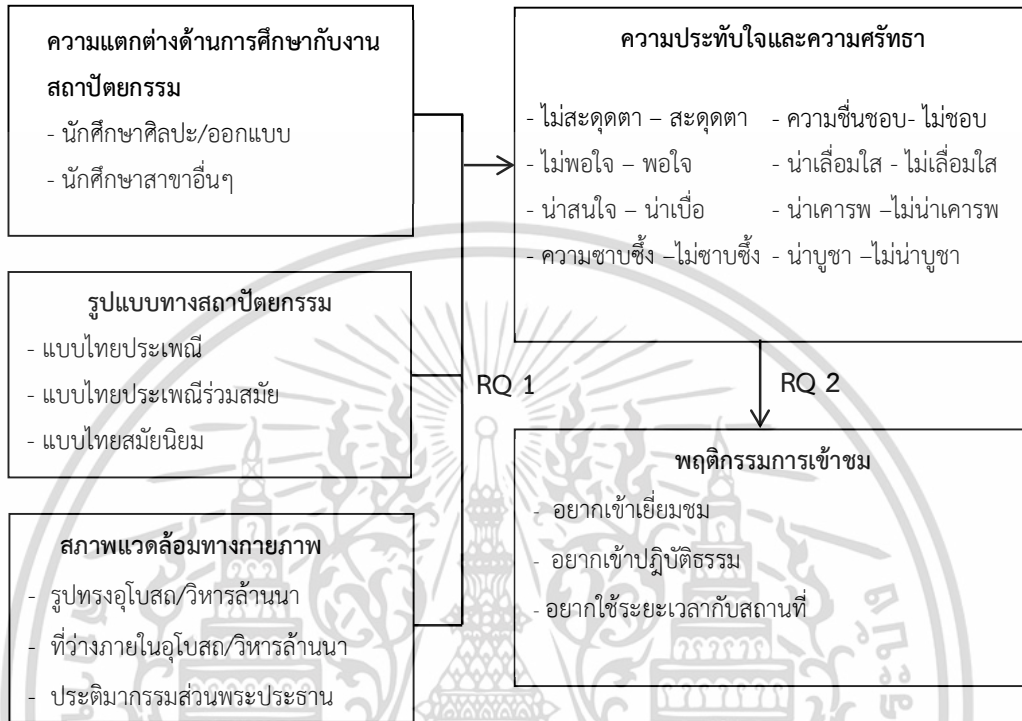 ความแตกต่างด้านการศึกษากับงาน
สถาปัตยกรรม
- นักศึกษาศิลปะ/ออกแบบ
- นักศึกษาสาขาอื่นๆ
รูปแบบทางสถาปัตยกรรม
- แบบไทยประเพณี
- แบบไทยประเพณีร่วมสมัย
- แบบไทยสมัยนิยม
สภาพแวดล้อมทางกายภาพ
- รูปทรงอุโบสถ/วิหารล้านนา
- ที่ว่างภายในอุโบสถ/วิหารล้านนา
- ประติมากรรมส่วนพระประธาน
RQ 1
ความประทับใจและความศรัทธา
- ไม่สะดุดตา – สะดุดตา - ความชื่นชอบ- ไม่ชอบ
- ไม่พอใจ – พอใจ - น่าเลื่อมใส - ไม่เลื่อมใส
- น่าสนใจ – น่าเบื่อ - น่าเคารพ –ไม่น่าเคารพ
- ความซาบซึ้ง –ไม่ซาบซึ้ง - น่าบูชา –ไม่น่าบูชา
RQ 2
พฤติกรรมการเข้าชม
- อยากเข้าเยี่ยมชม
- อยากเข้าปฏิบัติธรรม
- อยากใช้ระยะเวลากับสถานที่